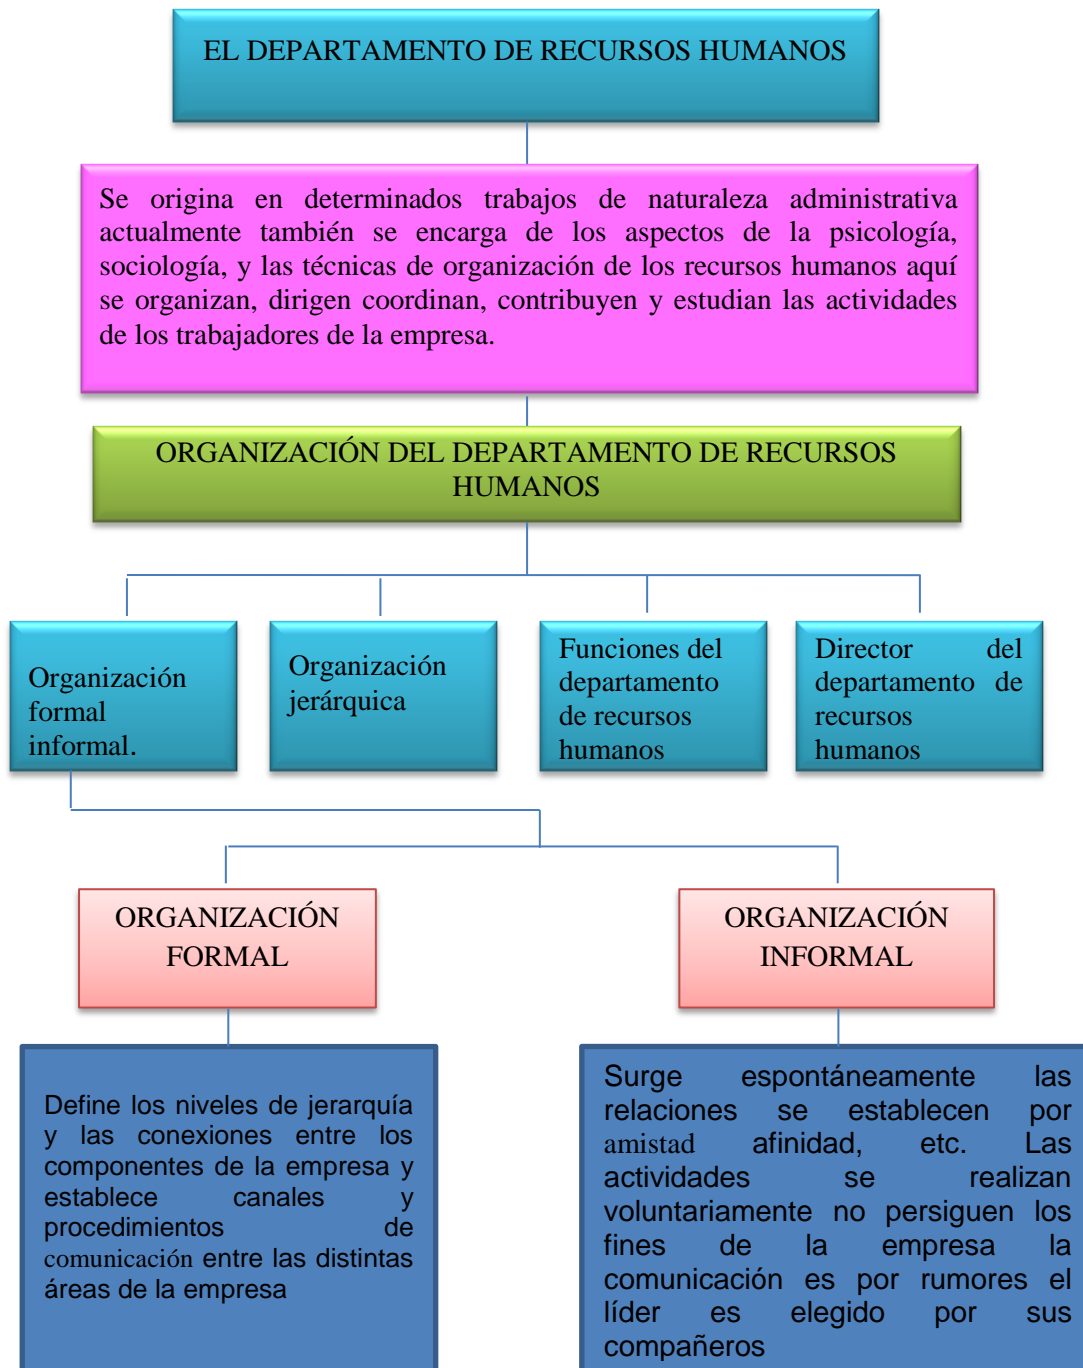 EL DEPARTAMENTO DE RECURSOS HUMANOS
Se origina en determinados trabajos de naturaleza administrativa
actualmente también se encarga de los aspectos de la psicología,
sociología, y las técnicas de organización de los recursos humanos aquí
se organizan, dirigen coordinan, contribuyen y estudian las actividades
de los trabajadores de la empresa.
ORGANIZACIÓN DEL DEPARTAMENTO DE RECURSOS
HUMANOS
Organización
formal
informal.
Organización
jerárquica
Funciones del
departamento
de recursos
humanos
Director del
departamento de
recursos
humanos
ORGANIZACIÓN
FORMAL
ORGANIZACIÓN
INFORMAL
Define los niveles de jerarquía
y las conexiones entre los
componentes de la empresa y
establece canales y
procedimientos de
comunicación entre las distintas
áreas de la empresa
Surge espontáneamente las
relaciones se establecen por
amistad afinidad, etc. Las
actividades se realizan
voluntariamente no persiguen los
fines de la empresa la
comunicación es por rumores el
líder es elegido por sus
compañeros